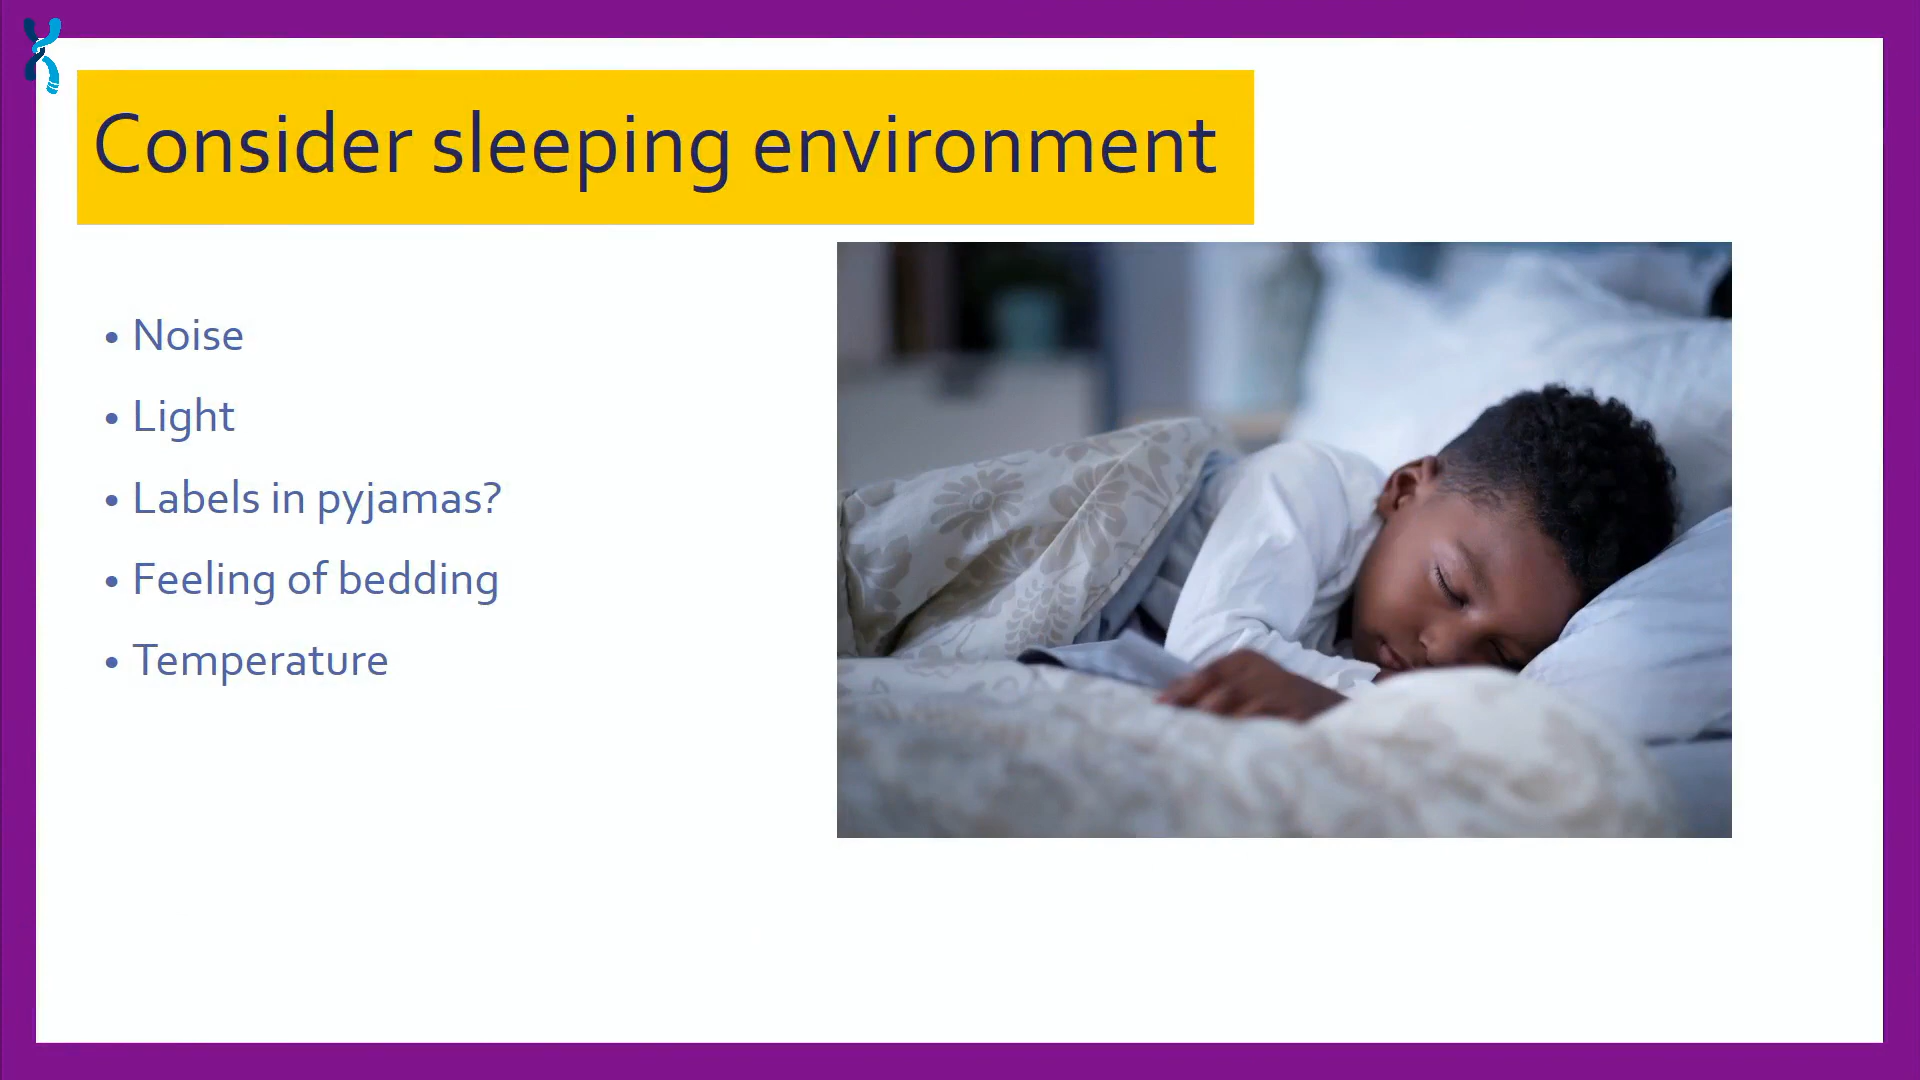 Consider sleeping environment
• Noise
• Light
• Labels in pyjamas?
• Feeling of bedding
• Temperature